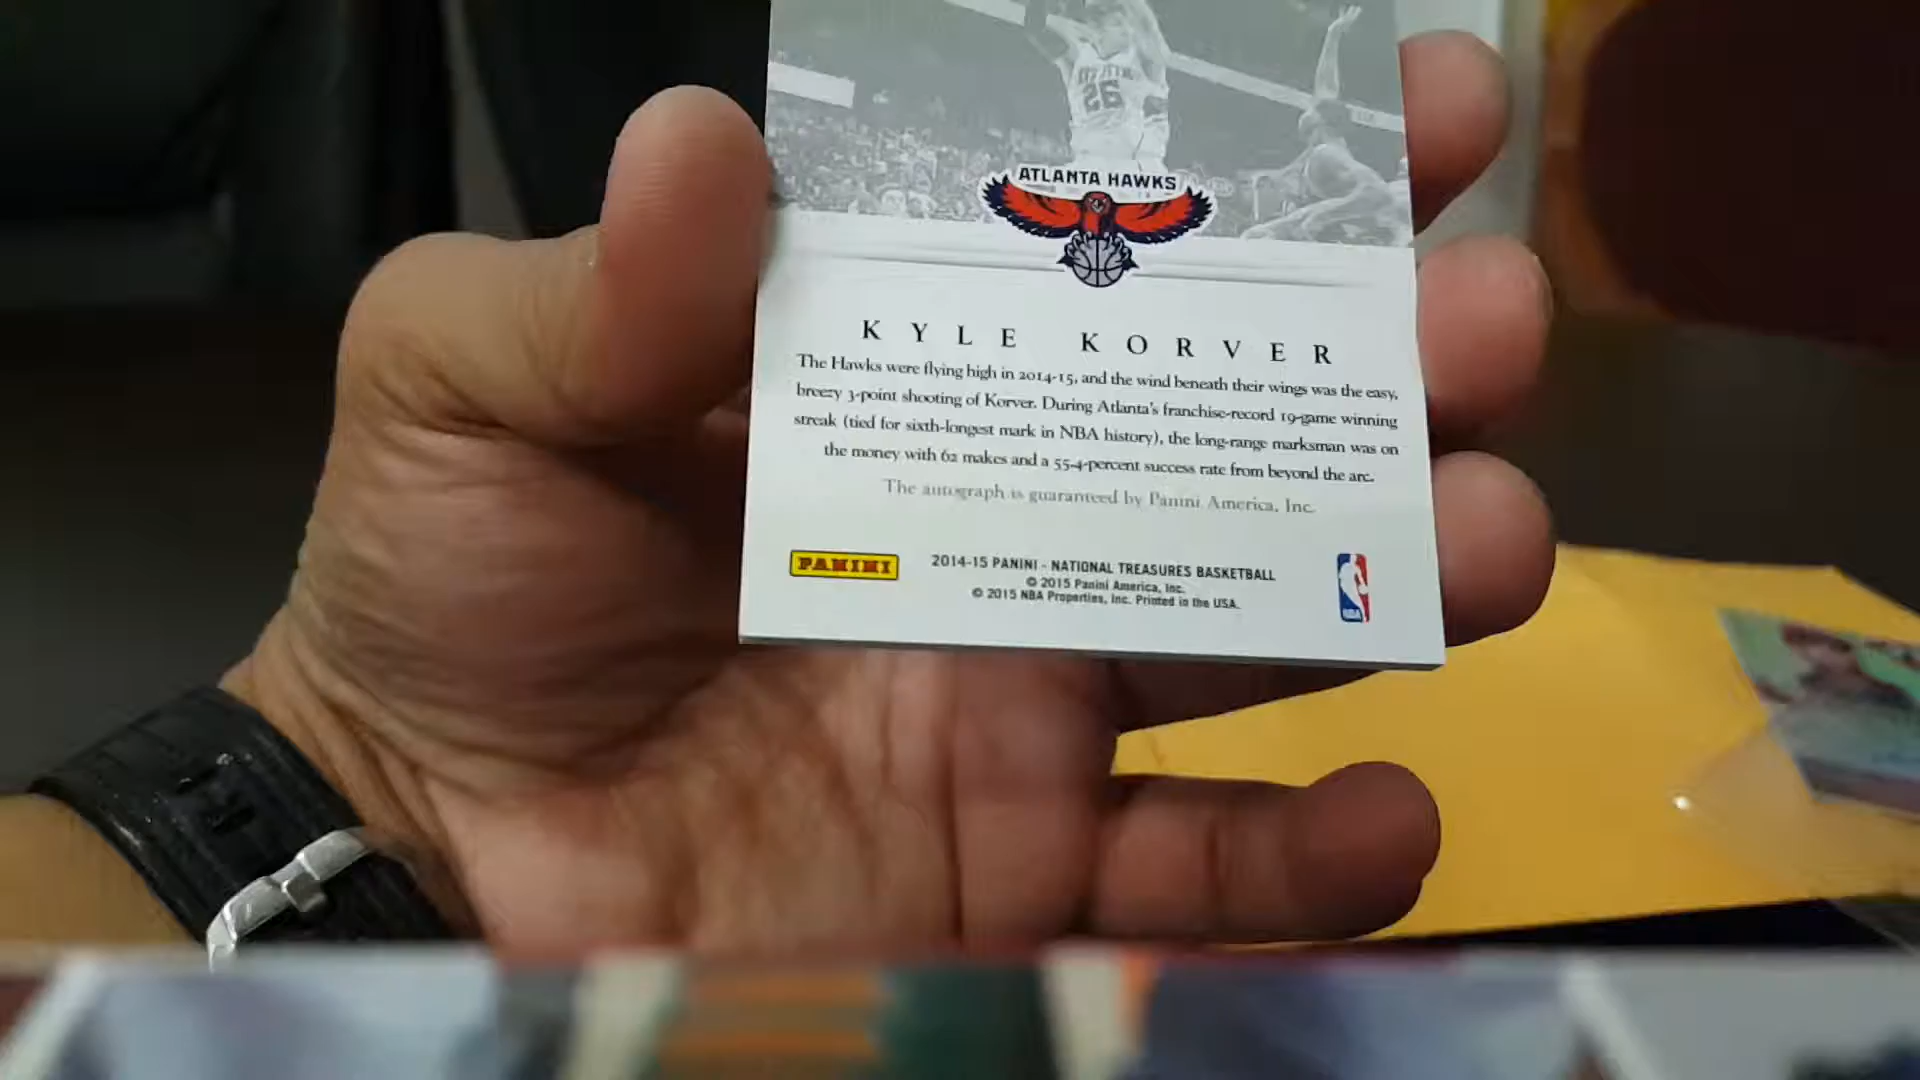 26
ATLANTA HAWKS
KYLE KORVER
The Hawks were flying high in 2014-15, and the wind beneath their wings was the easy,
breezy 3-point shooting of Korver. During Atlanta's franchise-record 19-game winning
streak (tied for sixth-longest mark in NBA history), the long-range marksman was on
the money with 62 makes and a 55.4-percent success rate from beyond the arc.
The autograph is guaranteed by Panini America, Inc.
PANINI
2014-15 PANINI - NATIONAL TREASURES BASKETBALL
© 2015 Panini America, Inc.
© 2015 NBA Properties, Inc. Printed in the USA.
NBA